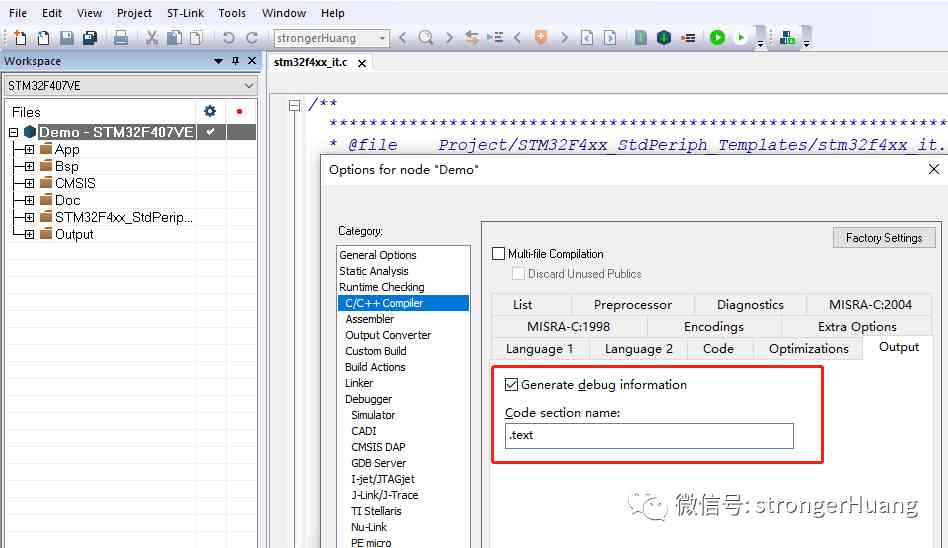 File Edit View Project ST-Link Tools Window Help
strongerHuang
Workspace
stm32f4xx_it.c
STM32F407VE
Files
Demo - STM32F407VE
App
Bsp
CMSIS
Doc
STM32F4xx_StdPerip...
Output
/**
******************************************************************
* @file    Project/STM32F4xx_StdPeriph_Templates/stm32f4xx_it.
Options for node "Demo"
Category:
General Options
Static Analysis
Runtime Checking
C/C++ Compiler
Assembler
Output Converter
Custom Build
Build Actions
Linker
Debugger
Simulator
CADI
CMSIS DAP
GDB Server
I-jet/JTAGjet
J-Link/J-Trace
TI Stellaris
Nu-Link
PE micro
Factory Settings
Multi-file Compilation
Discard Unused Publics
List Preprocessor Diagnostics MISRA-C:2004
MISRA-C:1998 Encodings Extra Options
Language 1 Language 2 Code Optimizations Output
Generate debug information
Code section name:
.text
微信号: strongerHuang